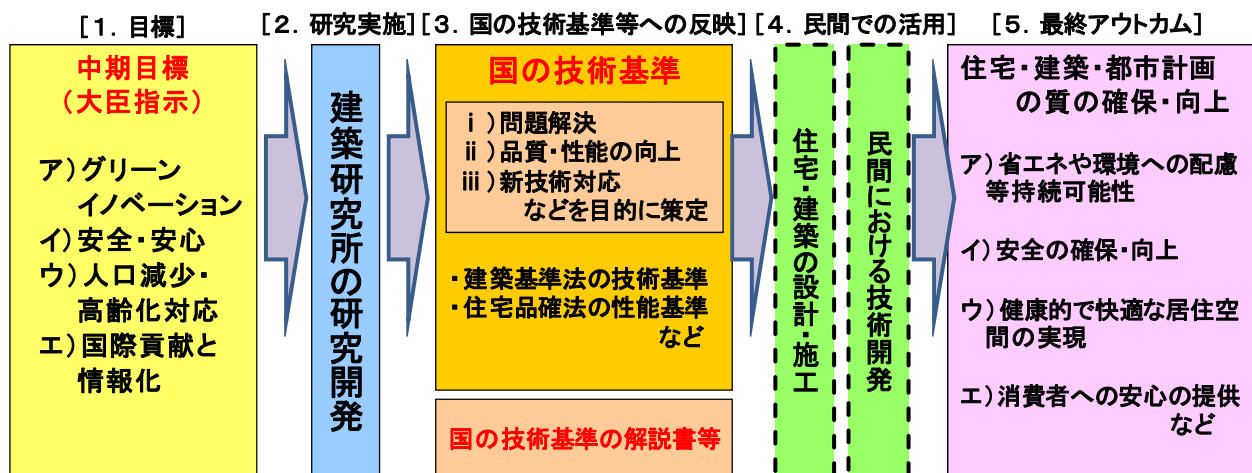 [1．目標]
中期目標
（大臣指示）
ア）グリーン
イノベーション
イ）安全・安心
ウ）人口減少・
高齢化対応
エ）国際貢献と
情報化
[2．研究実施]
建築研究所の研究開発
[3．国の技術基準等への反映]
国の技術基準
ⅰ）問題解決
ⅱ）品質・性能の向上
ⅲ）新技術対応
などを目的に策定
・建築基準法の技術基準
・住宅品確法の性能基準
など
国の技術基準の解説書等
[4．民間での活用]
住宅・建築の設計・施工
民間における技術開発
[5．最終アウトカム]
住宅・建築・都市計画
の質の確保・向上
ア）省エネや環境への配慮
等持続可能性
イ）安全の確保・向上
ウ）健康的で快適な居住空
間の実現
エ）消費者への安心の提供
など